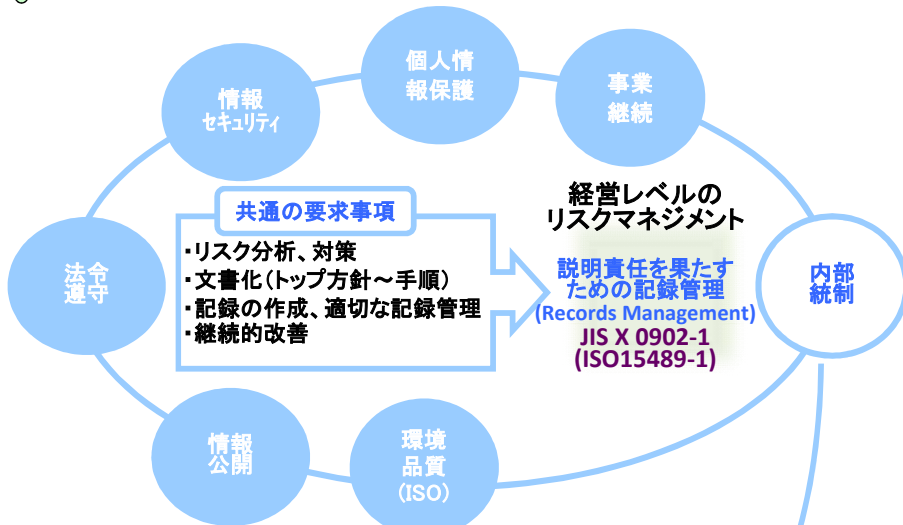 個人情
報保護
事業
継続
情報
セキュリティ
経営レベルの
リスクマネジメント
共通の要求事項
・リスク分析、対策
・文書化(トップ方針～手順)
・記録の作成、適切な記録管理
・継続的改善
説明責任を果たす
ための記録管理
(Records Management)
JIS X 0902-1
(ISO15489-1)
法令
遵守
内部
統制
情報
公開
環境
品質
(ISO)